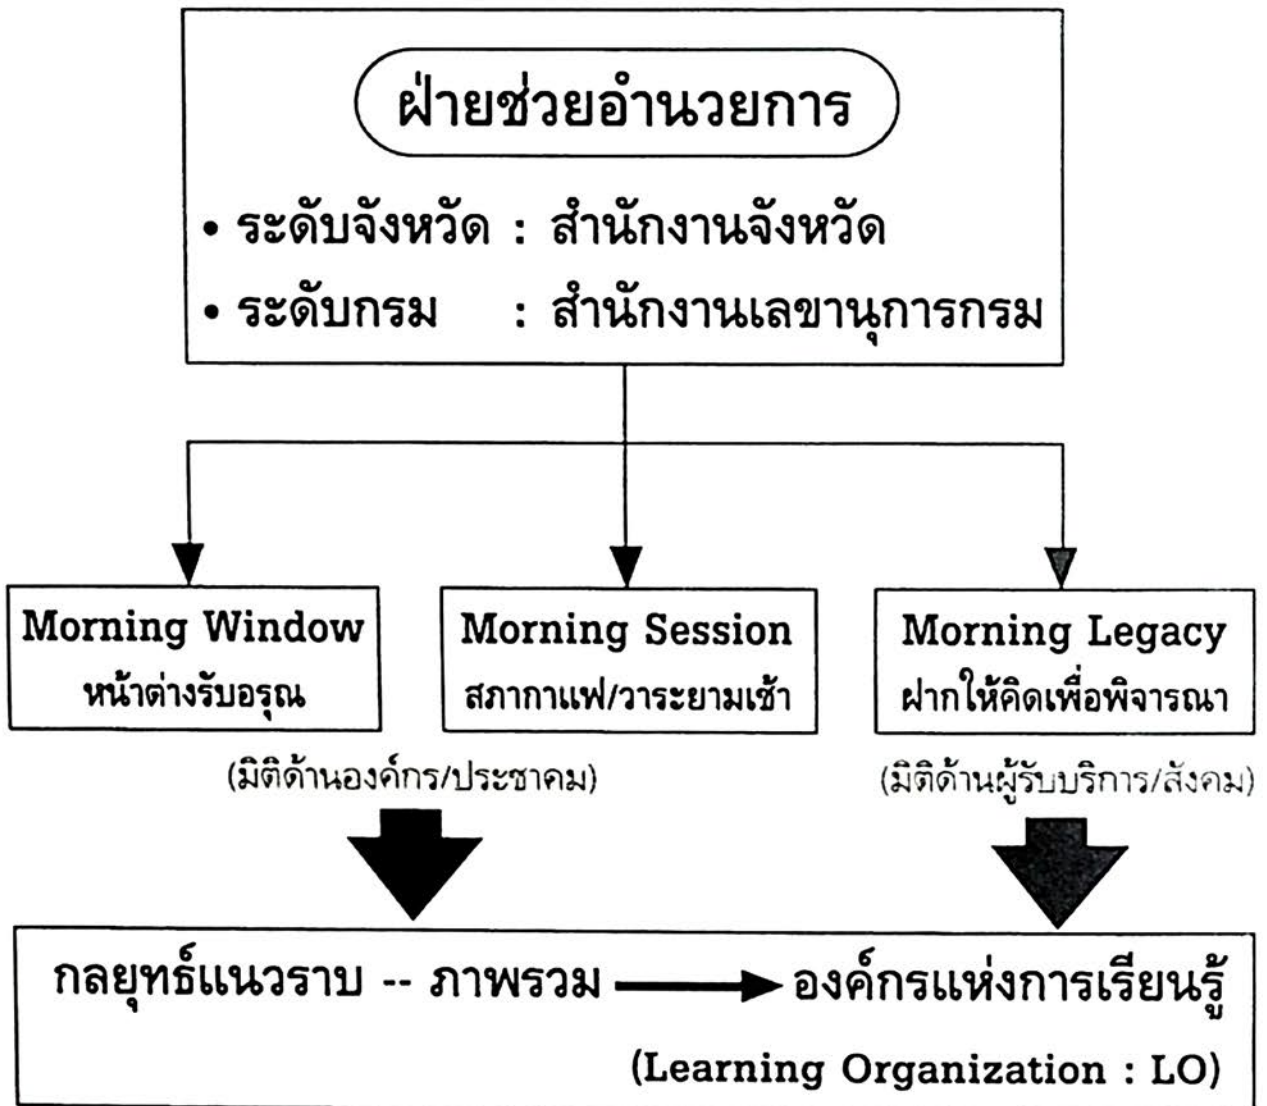 ฝ่ายช่วยอำนวยการ
• ระดับจังหวัด : สำนักงานจังหวัด
• ระดับกรม : สำนักงานเลขานุการกรม
Morning Window
หน้าต่างรับอรุณ
Morning Session
สภากาแฟ/วาระยามเช้า
Morning Legacy
ฝากให้คิดเพื่อพิจารณา
(มิติด้านองค์กร/ประชาคม)
(มิติด้านผู้รับบริการ/สังคม)
กลยุทธ์แนวราบ -- ภาพรวม องค์กรแห่งการเรียนรู้
(Learning Organization : LO)